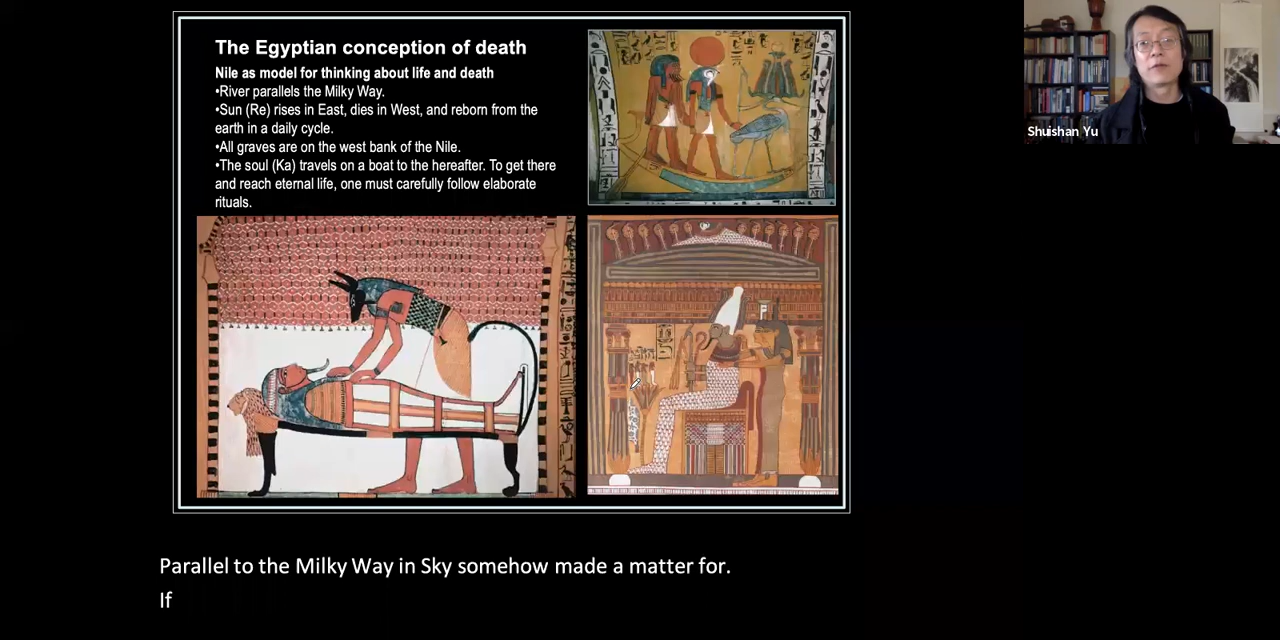 The Egyptian conception of death
Nile as model for thinking about life and death
•River parallels the Milky Way.
•Sun (Re) rises in East, dies in West, and reborn from the
earth in a daily cycle.
•All graves are on the west bank of the Nile.
•The soul (Ka) travels on a boat to the hereafter. To get there
and reach eternal life, one must carefully follow elaborate
rituals.
Shuishan Yu
Parallel to the Milky Way in Sky somehow made a matter for.
If